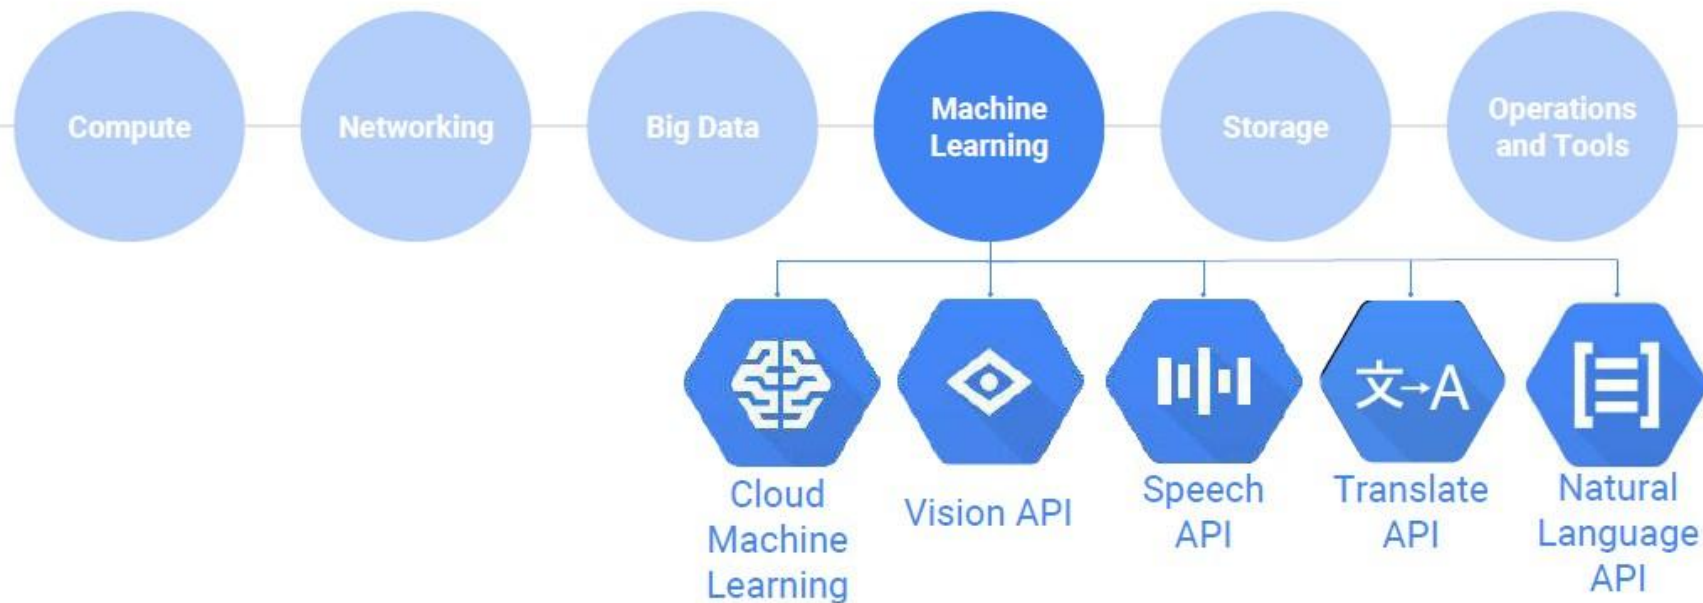 Compute
Networking
Big Data
Machine
Learning
Storage
Operations
and Tools
文→A
Cloud
Machine
Learning
Vision API
Speech
API
Translate
API
Natural
Language
API